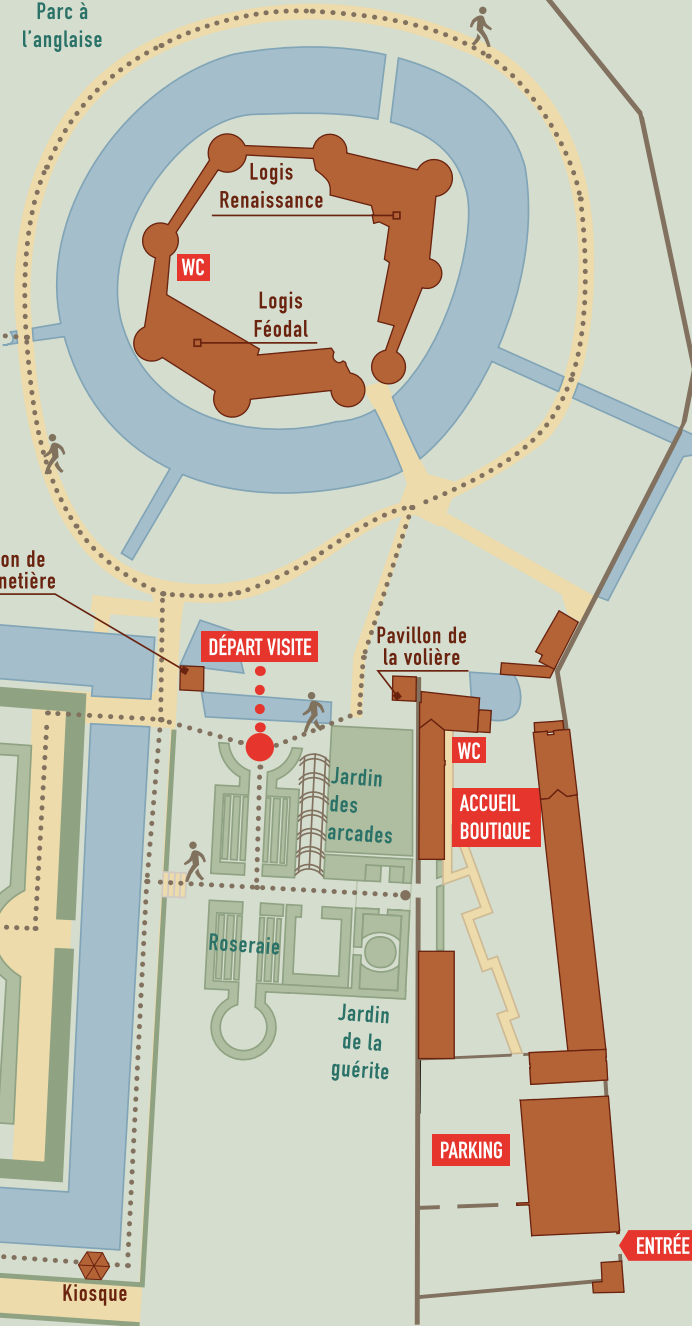 Parc à
l'anglaise
Logis
Renaissance
WC
Logis
Féodal
on de
netière
DÉPART VISITE
Pavillon de
la volière
WC
ACCUEIL
BOUTIQUE
Jardin
des
arcades
Roseraie
Jardin
de la
guérite
PARKING
ENTRÉE
Kiosque